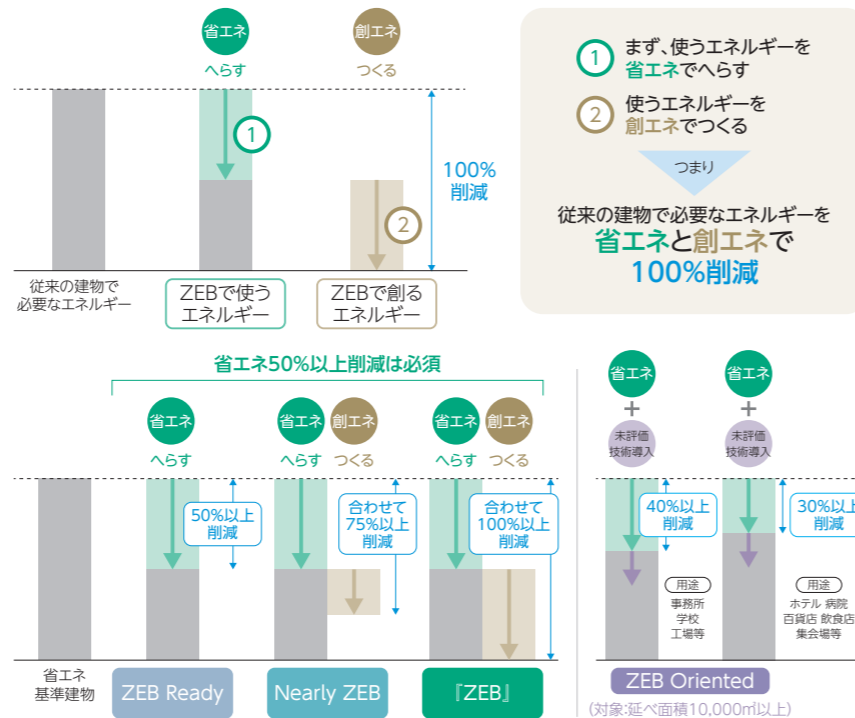 省エネ
へらす
創エネ
つくる
1
2
100%
削減
従来の建物で
必要なエネルギー
ZEBで使う
エネルギー
ZEBで創る
エネルギー
1 まず、使うエネルギーを
省エネでへらす
2 使うエネルギーを
創エネでつくる
つまり
従来の建物で必要なエネルギーを
省エネと創エネで
100%削減
省エネ50%以上削減は必須
省エネ
へらす
50%以上
削減
省エネ
へらす
創エネ
つくる
合わせて
75%以上
削減
省エネ
へらす
創エネ
つくる
合わせて
100%以上
削減
省エネ
基準建物
ZEB Ready
Nearly ZEB
『ZEB』
省エネ
+
未評価
技術導入
40%以上
削減
用途
事務所
学校
工場等
省エネ
+
未評価
技術導入
30%以上
削減
用途
ホテル 病院
百貨店 飲食店
集会場等
ZEB Oriented
(対象:延べ面積10,000㎡以上)